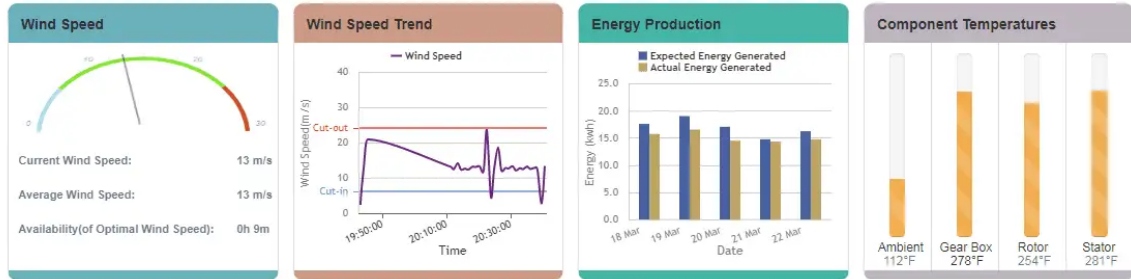 Wind Speed
0
10
20
30
Current Wind Speed: 13 m/s
Average Wind Speed: 13 m/s
Availability(of Optimal Wind Speed): 0h 9m
Wind Speed Trend
Wind Speed
Wind Speed(m/s)
40
30
Cut-out
20
10
Cut-in
0
19:50:00 20:10:00 20:30:00
Time
Energy Production
Expected Energy Generated
Actual Energy Generated
Energy (kwh)
25.0
20.0
15.0
10.0
5.0
0.0
18 Mar 19 Mar 20 Mar 21 Mar 22 Mar
Date
Component Temperatures
Ambient Gear Box Rotor Stator
112°F 278°F 254°F 281°F